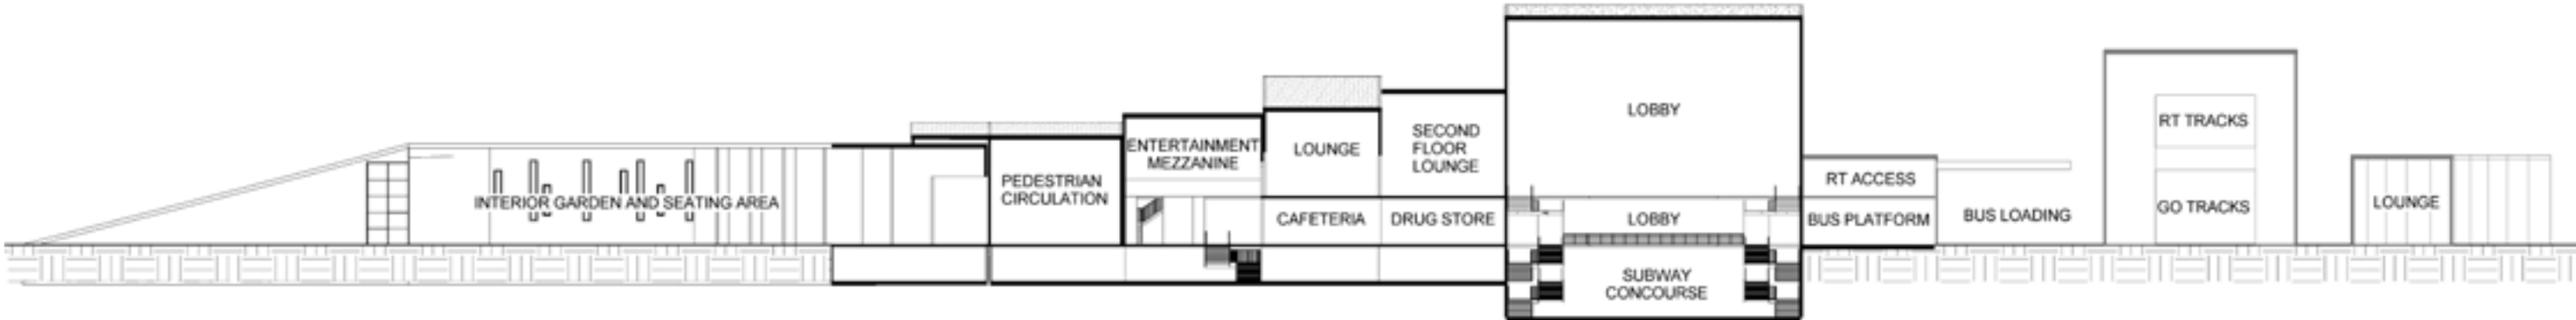 INTERIOR GARDEN AND SEATING AREA
PEDESTRIAN
CIRCULATION
ENTERTAINMENT
MEZZANINE
LOUNGE
SECOND
FLOOR
LOUNGE
CAFETERIA
DRUG STORE
LOBBY
LOBBY
SUBWAY
CONCOURSE
RT ACCESS
BUS PLATFORM
BUS LOADING
RT TRACKS
GO TRACKS
LOUNGE